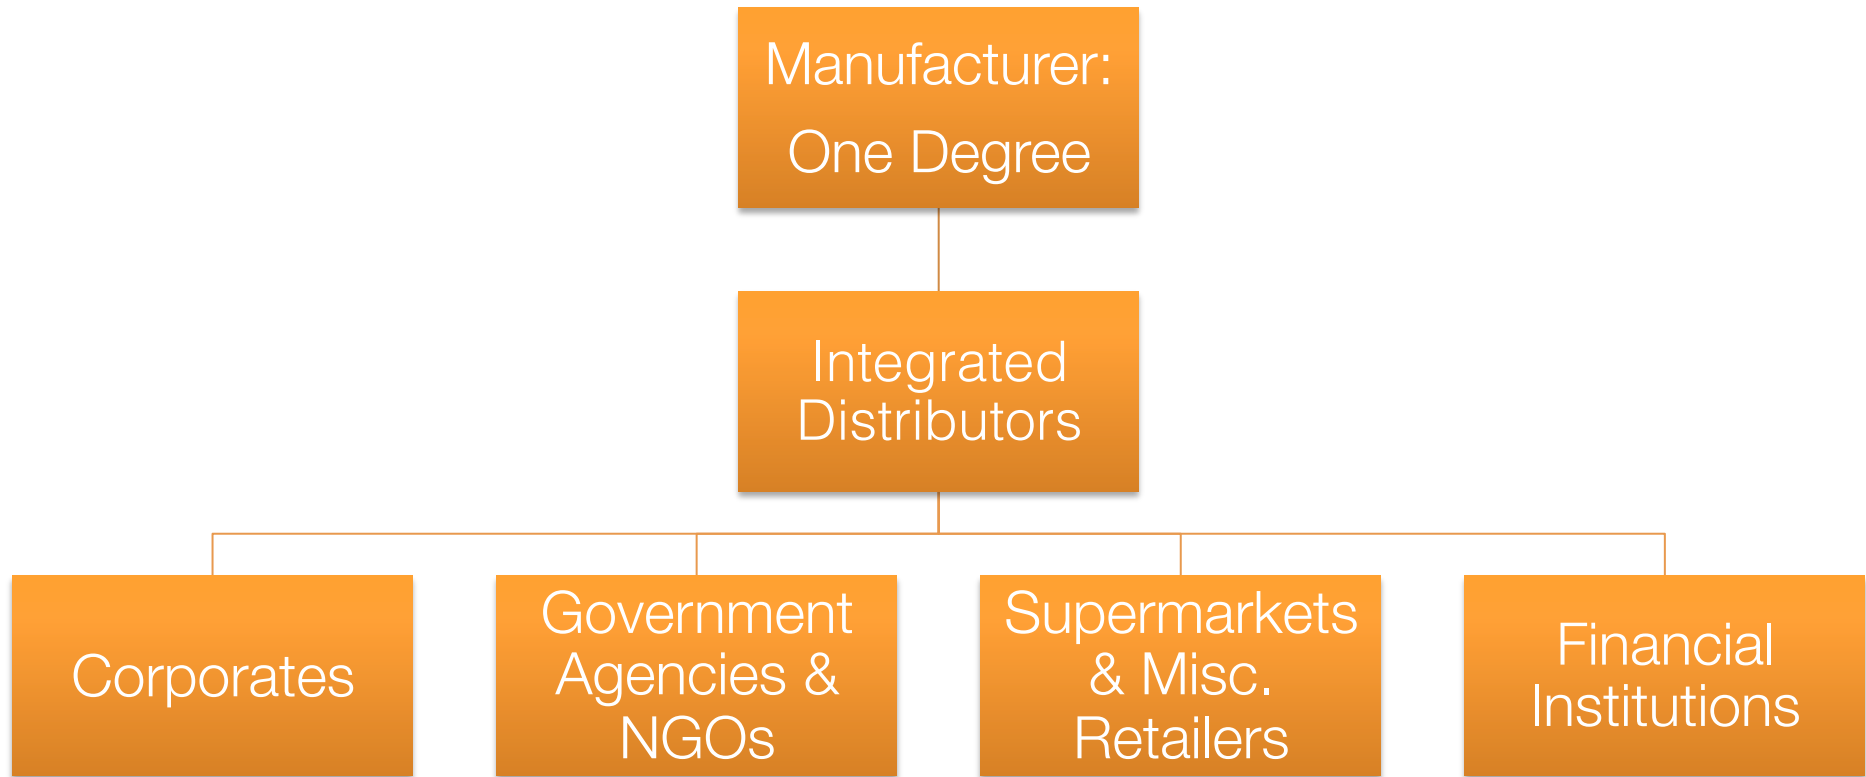 Manufacturer:
One Degree
Integrated
Distributors
Corporates
Government
Agencies &
NGOs
Supermarkets
& Misc.
Retailers
Financial
Institutions